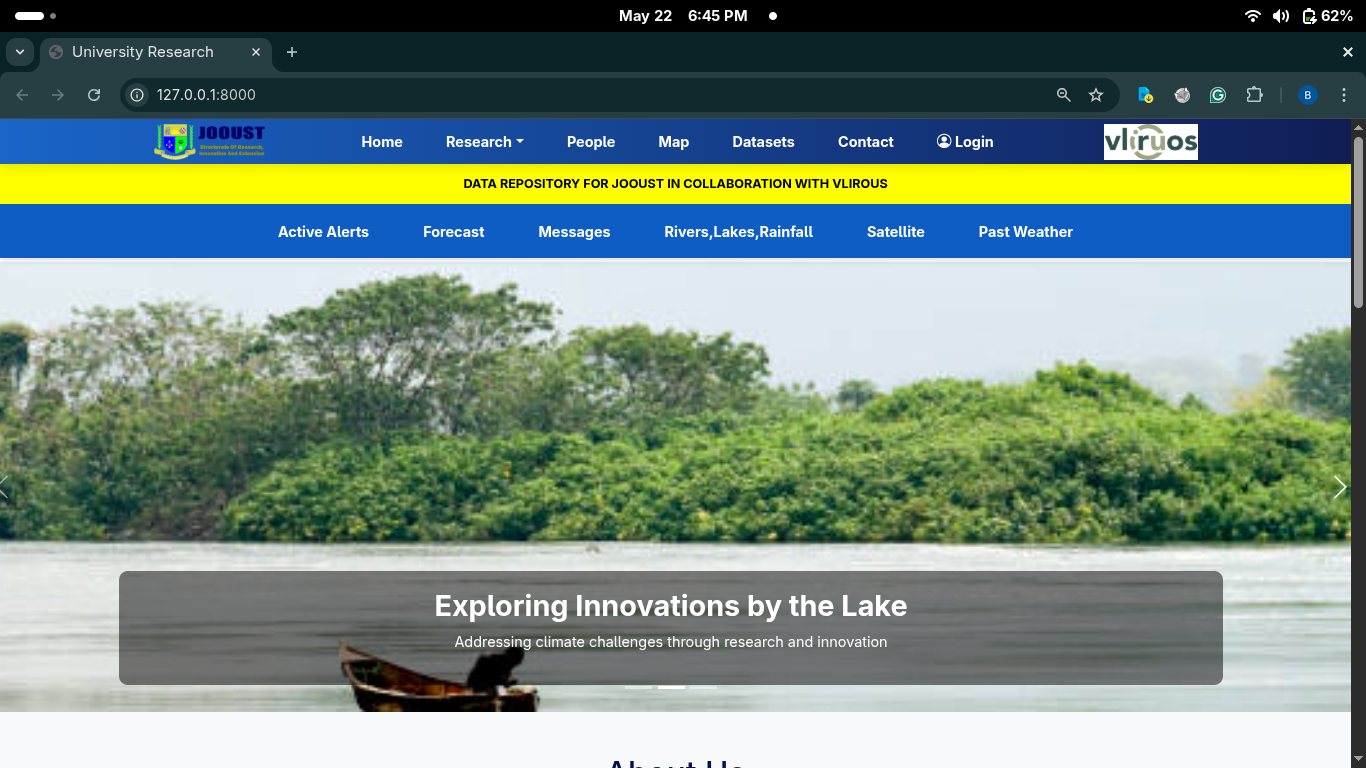 May 22 6:45 PM
62%
University Research
127.0.0.1:8000
B
JOOUST
Directorate Of Research,
Innovation And Extension
Home Research People Map Datasets Contact Login
vliruos
DATA REPOSITORY FOR JOOUST IN COLLABORATION WITH VLIROUS
Active Alerts Forecast Messages Rivers,Lakes,Rainfall Satellite Past Weather
Exploring Innovations by the Lake
Addressing climate challenges through research and innovation
About Us